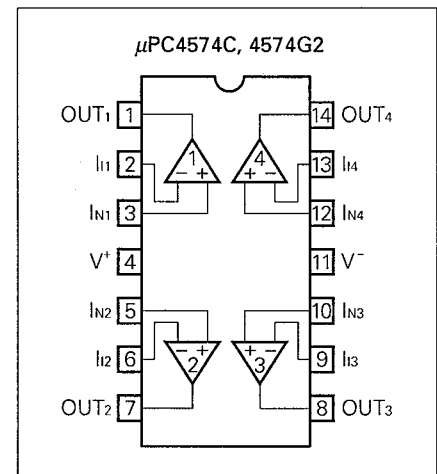 μPC4574C, 4574G2
OUT1 1 14 OUT4
II1 2 1 4 13 II4
- + + -
IN1 3 12 IN4
V+ 4 11 V-
IN2 5 10 IN3
- + + -
II2 6 2 3 9 II3
OUT2 7 8 OUT3